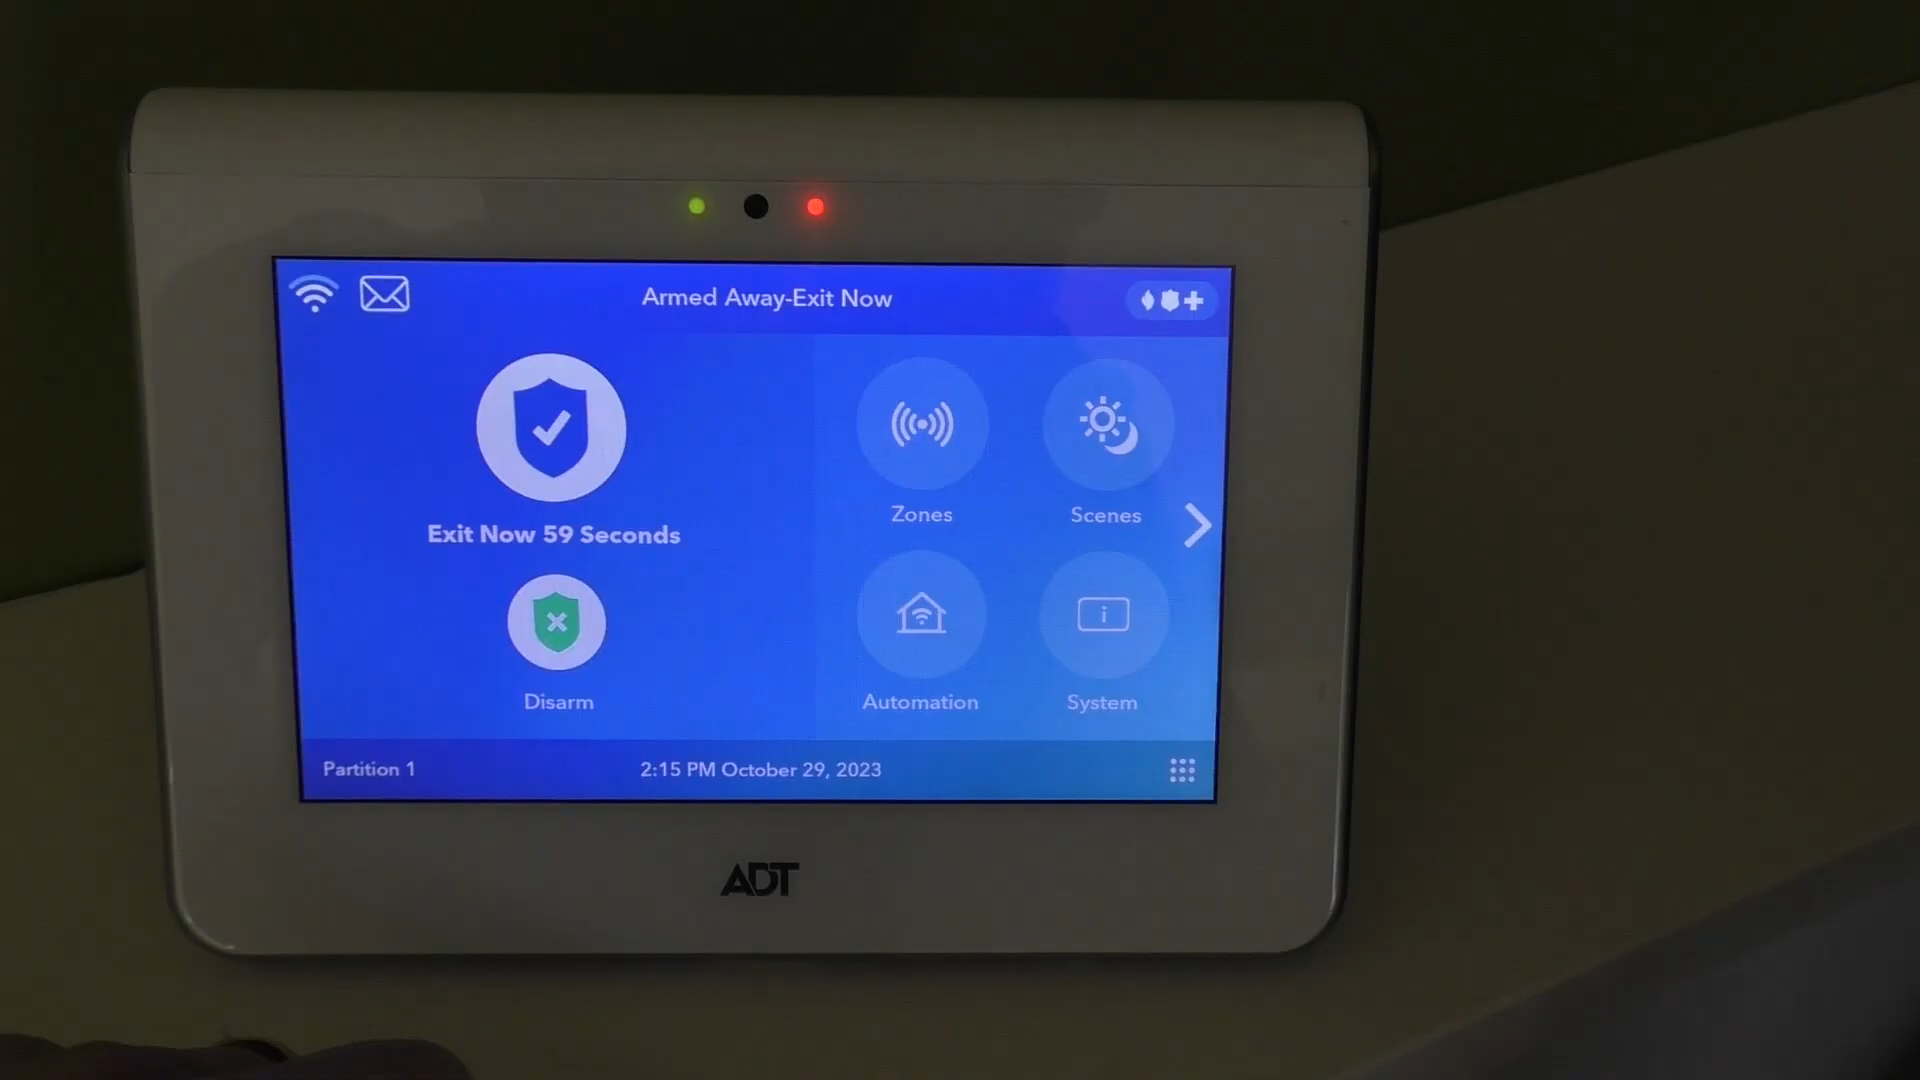 Armed Away-Exit Now
Exit Now 59 Seconds
Disarm
Zones
Scenes
Automation
System
Partition 1
2:15 PM October 29, 2023
ADT